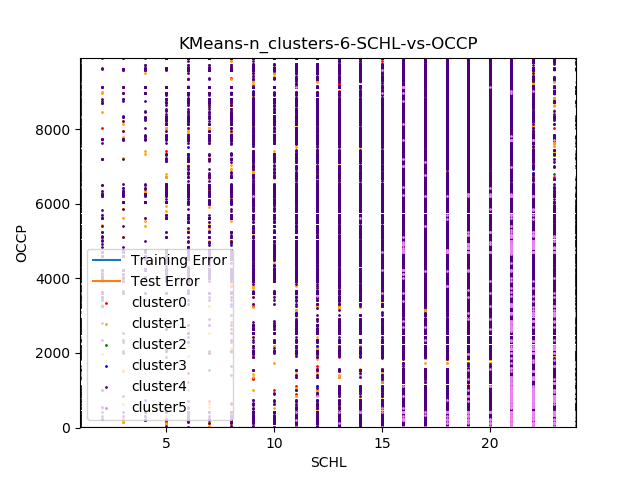 KMeans-n_clusters-6-SCHL-vs-OCCP
OCCP
8000
6000
4000
2000
0
Training Error
Test Error
cluster0
cluster1
cluster2
cluster3
cluster4
cluster5
5 10 15 20
SCHL